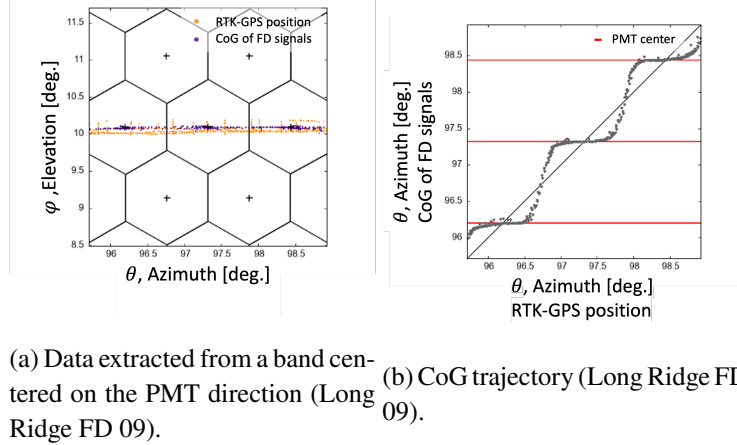 RTK-GPS position
CoG of FD signals
φ ,Elevation [deg.]
11.5
11
10.5
10
9.5
9
8.5
96
96.5
97
97.5
98
98.5
θ, Azimuth [deg.]
PMT center
θ, Azimuth [deg.]
CoG of FD signals
98.5
98
97.5
97
96.5
96
96
96.5
97
97.5
98
98.5
θ, Azimuth [deg.]
RTK-GPS position
(a) Data extracted from a band cen-
tered on the PMT direction (Long
Ridge FD 09).
(b) CoG trajectory (Long Ridge FD
09).